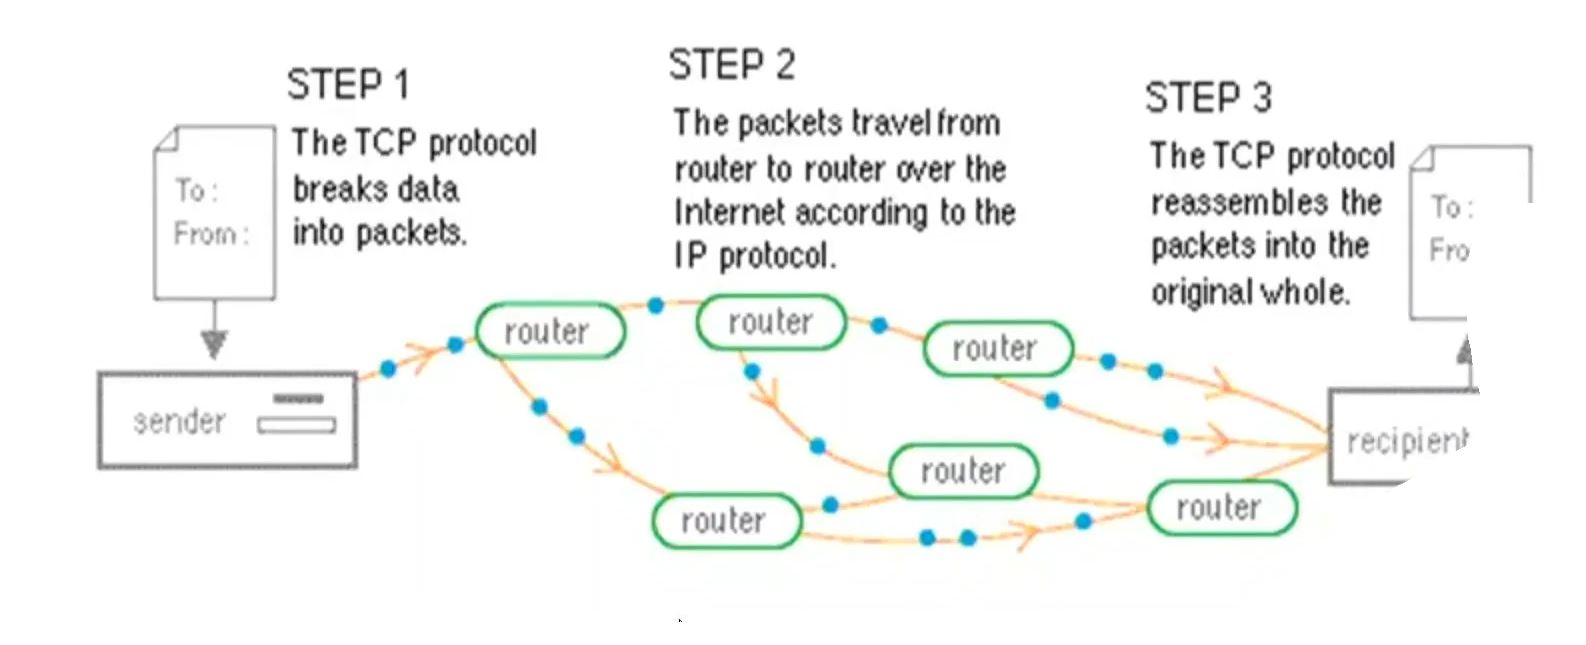 STEP 1
The TCP protocol
breaks data
into packets.
To :
From :
sender
STEP 2
The packets travel from
router to router over the
Internet according to the
IP protocol.
router
router
router
router
router
router
STEP 3
The TCP protocol
reassembles the
packets into the
original whole.
To :
Fro
recipient